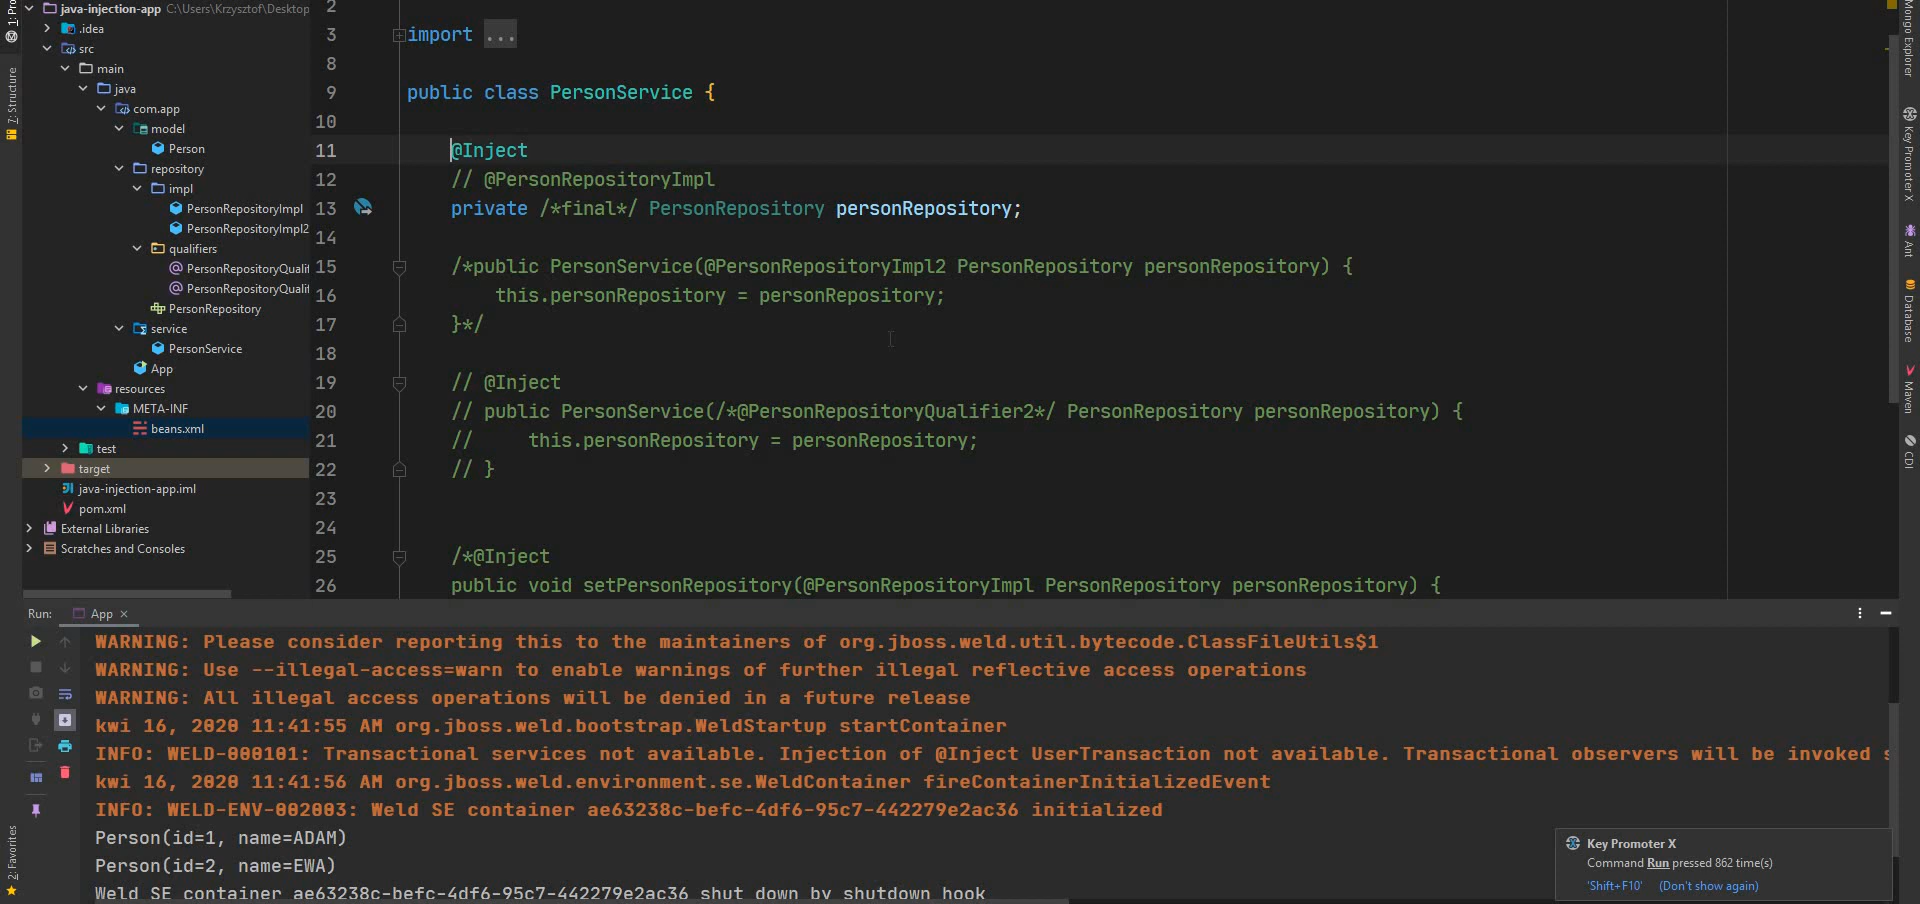 java-injection-app C:\Users\Krzysztof\Desktop
.idea
src
main
java
com.app
model
Person
repository
impl
PersonRepositoryImpl
PersonRepositoryImpl2
qualifiers
PersonRepositoryQualif
PersonRepositoryQualif
PersonRepository
service
PersonService
App
resources
META-INF
beans.xml
test
target
java-injection-app.iml
pom.xml
External Libraries
Scratches and Consoles
7: Structure
2: Favorites
2
3 import ...
8
9 public class PersonService {
10
11 @Inject
12 // @PersonRepositoryImpl
13 private /*final*/ PersonRepository personRepository;
14
15 /*public PersonService(@PersonRepositoryImpl2 PersonRepository personRepository) {
16 this.personRepository = personRepository;
17 }*/
18
19 // @Inject
20 // public PersonService(/*@PersonRepositoryQualifier2*/ PersonRepository personRepository) {
21 // this.personRepository = personRepository;
22 // }
23
24
25 /*@Inject
26 public void setPersonRepository(@PersonRepositoryImpl PersonRepository personRepository) {
Mongo Explorer
Key Promoter X
Ant
Database
Maven
CDI
Run: App ×
WARNING: Please consider reporting this to the maintainers of org.jboss.weld.util.bytecode.ClassFileUtils$1
WARNING: Use --illegal-access=warn to enable warnings of further illegal reflective access operations
WARNING: All illegal access operations will be denied in a future release
kwi 16, 2020 11:41:55 AM org.jboss.weld.bootstrap.WeldStartup startContainer
INFO: WELD-000101: Transactional services not available. Injection of @Inject UserTransaction not available. Transactional observers will be invoked s
kwi 16, 2020 11:41:56 AM org.jboss.weld.environment.se.WeldContainer fireContainerInitializedEvent
INFO: WELD-ENV-002003: Weld SE container ae63238c-befc-4df6-95c7-442279e2ac36 initialized
Person(id=1, name=ADAM)
Person(id=2, name=EWA)
Weld SE container ae63238c-befc-4df6-95c7-442279e2ac36 shut down by shutdown hook
Key Promoter X
Command Run pressed 862 time(s)
'Shift+F10' (Don't show again)